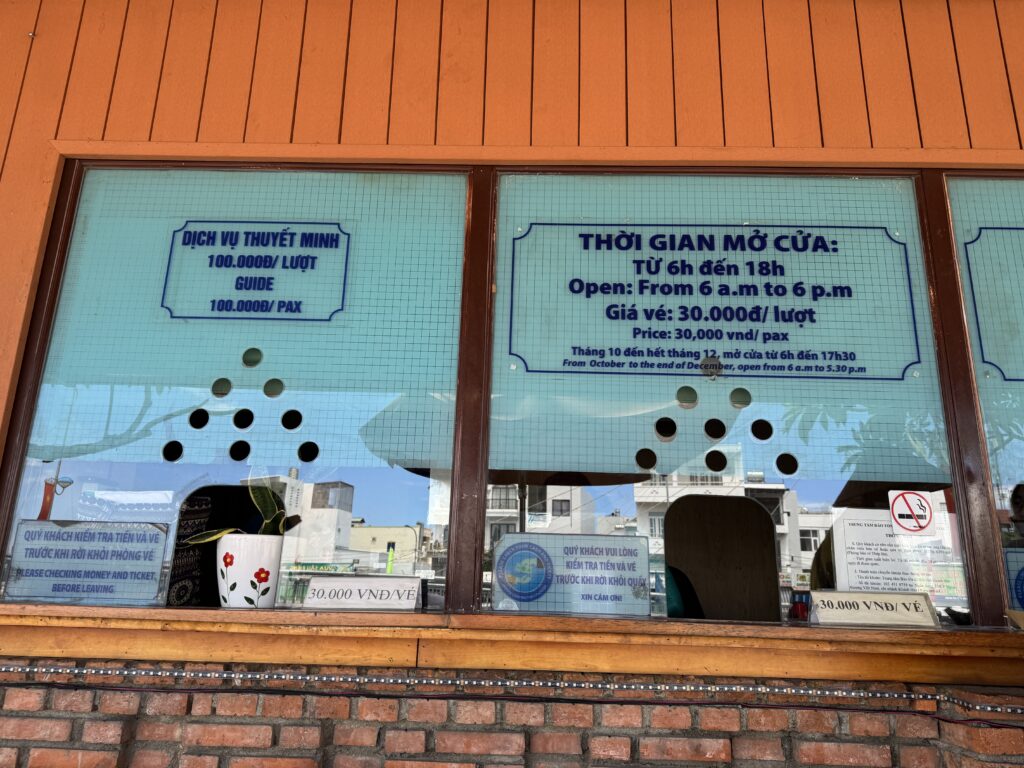 DỊCH VỤ THUYẾT MINH
100.000Đ/ LƯỢT
GUIDE
100.000Đ/ PAX
THỜI GIAN MỞ CỬA:
TỪ 6h đến 18h
Open: From 6 a.m to 6 p.m
Giá vé: 30.000đ/ lượt
Price: 30,000 vnd/ pax
Tháng 10 đến hết tháng 12, mở cửa từ 6h đến 17h30
From October to the end of December, open from 6 a.m to 5.30 p.m
QUÝ KHÁCH KIỂM TIỀN VÀ VÉ
TRƯỚC KHI RỜI KHỎI PHÒNG VÉ
PLEASE CHECKING MONEY AND TICKET,
BEFORE LEAVING
30.000 VNĐ/VÉ
QUÝ KHÁCH VUI LÒNG
KIỂM TRA TIỀN VÀ VÉ
TRƯỚC KHI RỜI KHỎI QUẦY
XIN CẢM ƠN!
TRUNG TÂM BẢO TỒN
30.000 VNĐ/VÉ